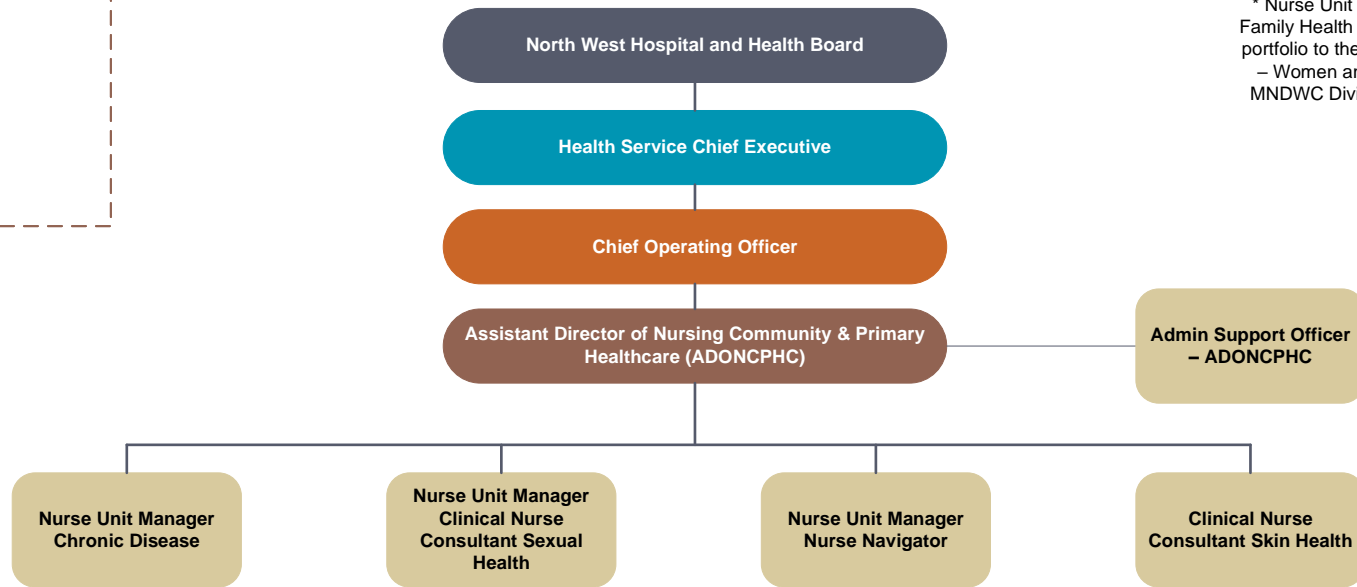 * Nurse Unit
Family Health
portfolio to the
– Women
MNDWC
North West Hospital and Health Board
Health Service Chief Executive
Chief Operating Officer
Assistant Director of Nursing Community & Primary
Healthcare (ADONCPHC)
Admin Support Officer
– ADONCPHC
Nurse Unit Manager
Chronic Disease
Nurse Unit Manager
Clinical Nurse
Consultant Sexual
Health
Nurse Unit Manager
Nurse Navigator
Clinical Nurse
Consultant Skin Health